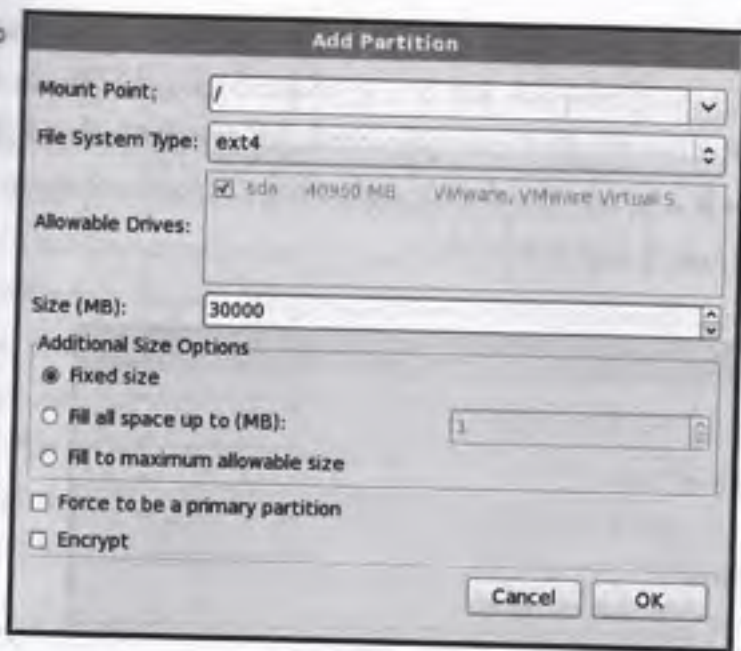 Add Partition
Mount Point: /
File System Type: ext4
Allowable Drives:
sda 40950 MB VMware, VMware Virtual S
Size (MB): 30000
Additional Size Options
Fixed size
Fill all space up to (MB): 1
Fill to maximum allowable size
Force to be a primary partition
Encrypt
Cancel OK